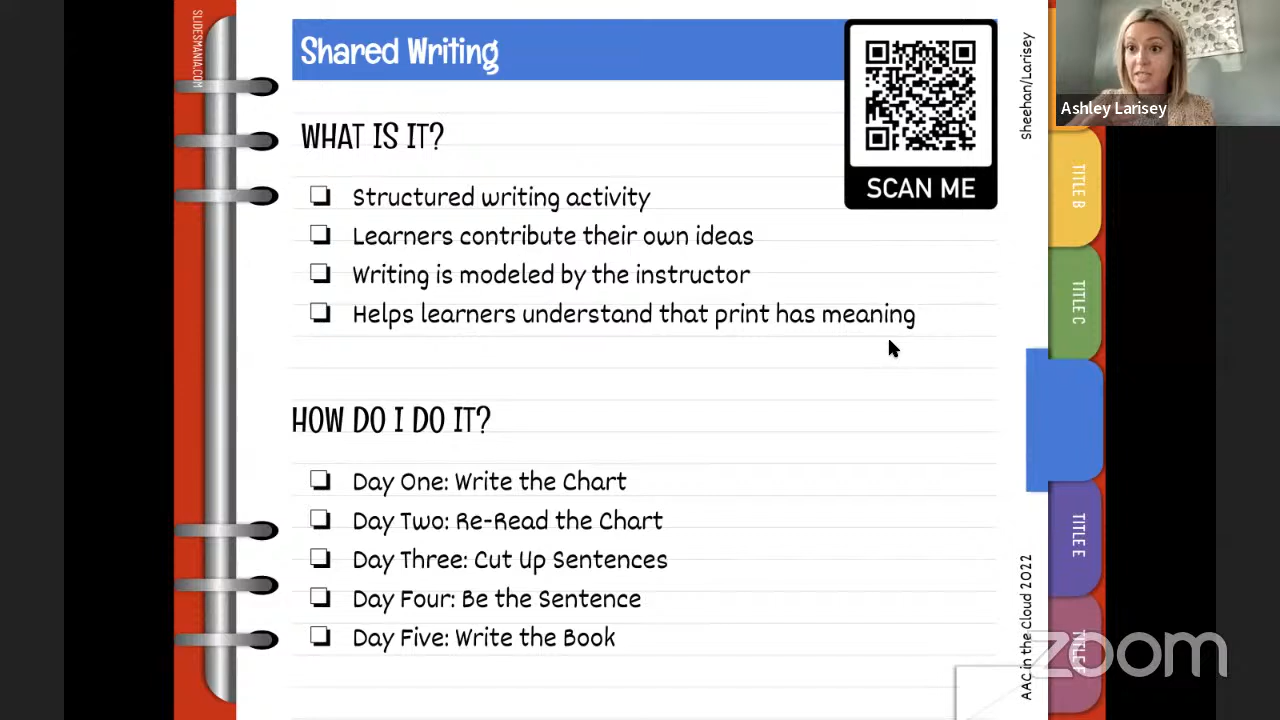 SLIDESMANIA.COM
Shared Writing
SCAN ME
Sheehan/Larisey
Ashley Larisey
WHAT IS IT?
Structured writing activity
Learners contribute their own ideas
Writing is modeled by the instructor
Helps learners understand that print has meaning
HOW DO I DO IT?
Day One: Write the Chart
Day Two: Re-Read the Chart
Day Three: Cut Up Sentences
Day Four: Be the Sentence
Day Five: Write the Book
TITLE B
TITLE C
TITLE E
AAC in the Cloud 2022
zoom